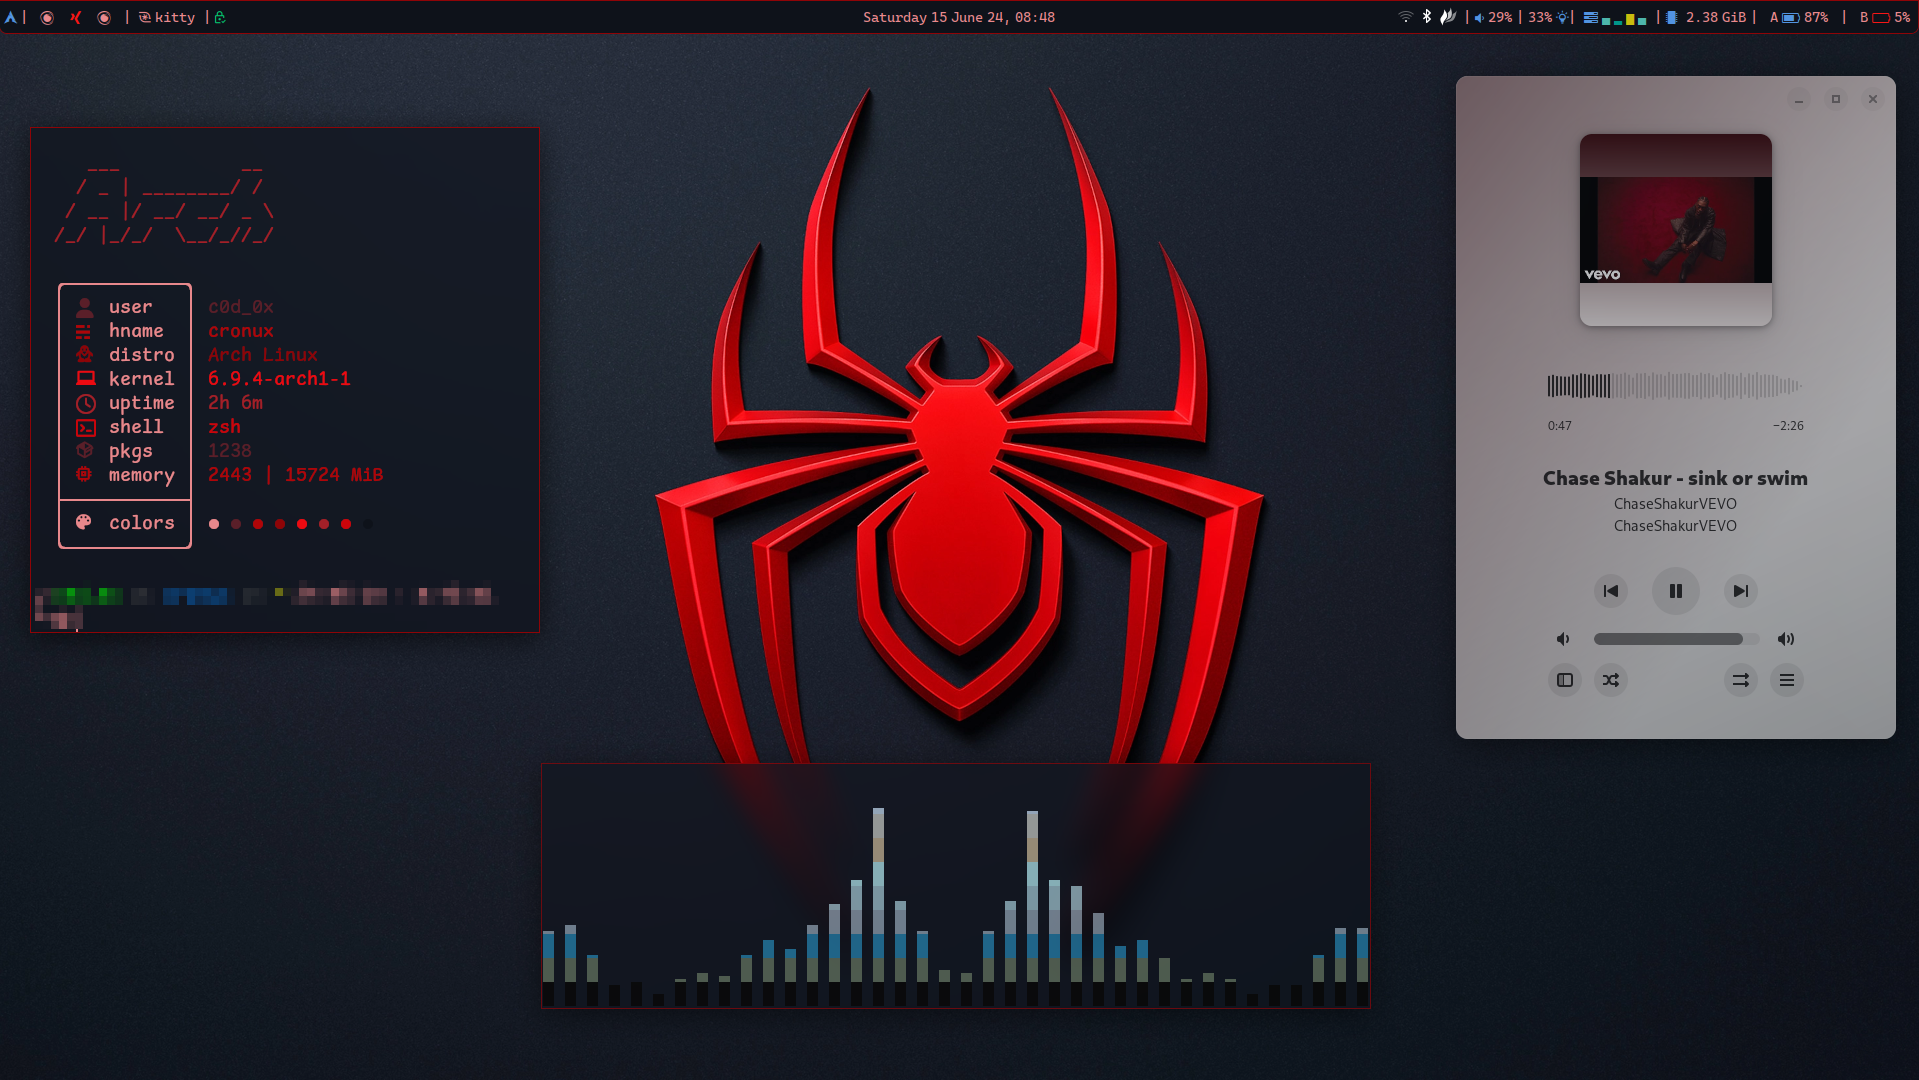 kitty
Saturday 15 June 24, 08:48
29% | 33% | 2.38 GiB | A 87% | B 5%
user c0d_0x
hname cronux
distro Arch Linux
kernel 6.9.4-arch1-1
uptime 2h 6m
shell zsh
pkgs 1238
memory 2443 | 15724 MiB
colors
vevo
0:47 −2:26
Chase Shakur - sink or swim
ChaseShakurVEVO
ChaseShakurVEVO